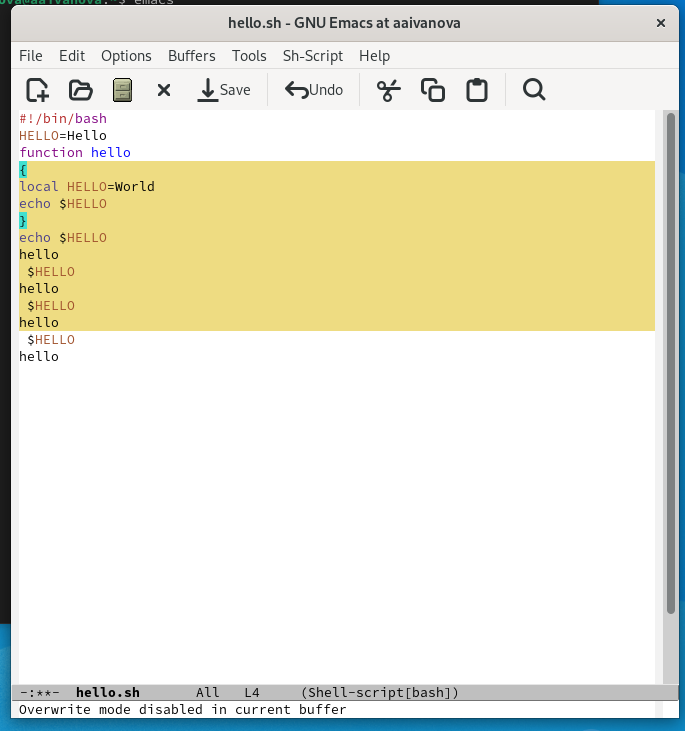 emacs
hello.sh - GNU Emacs at aaivanova
File Edit Options Buffers Tools Sh-Script Help
Save Undo
#!/bin/bash
HELLO=Hello
function hello
{
local HELLO=World
echo $HELLO
}
echo $HELLO
hello
 $HELLO
hello
 $HELLO
hello
 $HELLO
hello
-:**-  hello.sh       All   L4     (Shell-script[bash])
Overwrite mode disabled in current buffer